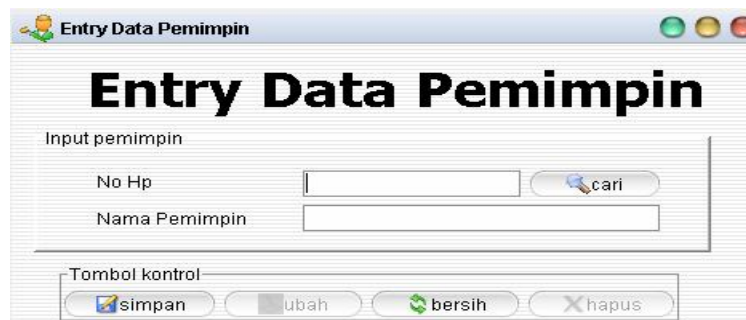 Entry Data Pemimpin
Entry Data Pemimpin
Input pemimpin
No Hp cari
Nama Pemimpin
Tombol kontrol
simpan ubah bersih hapus